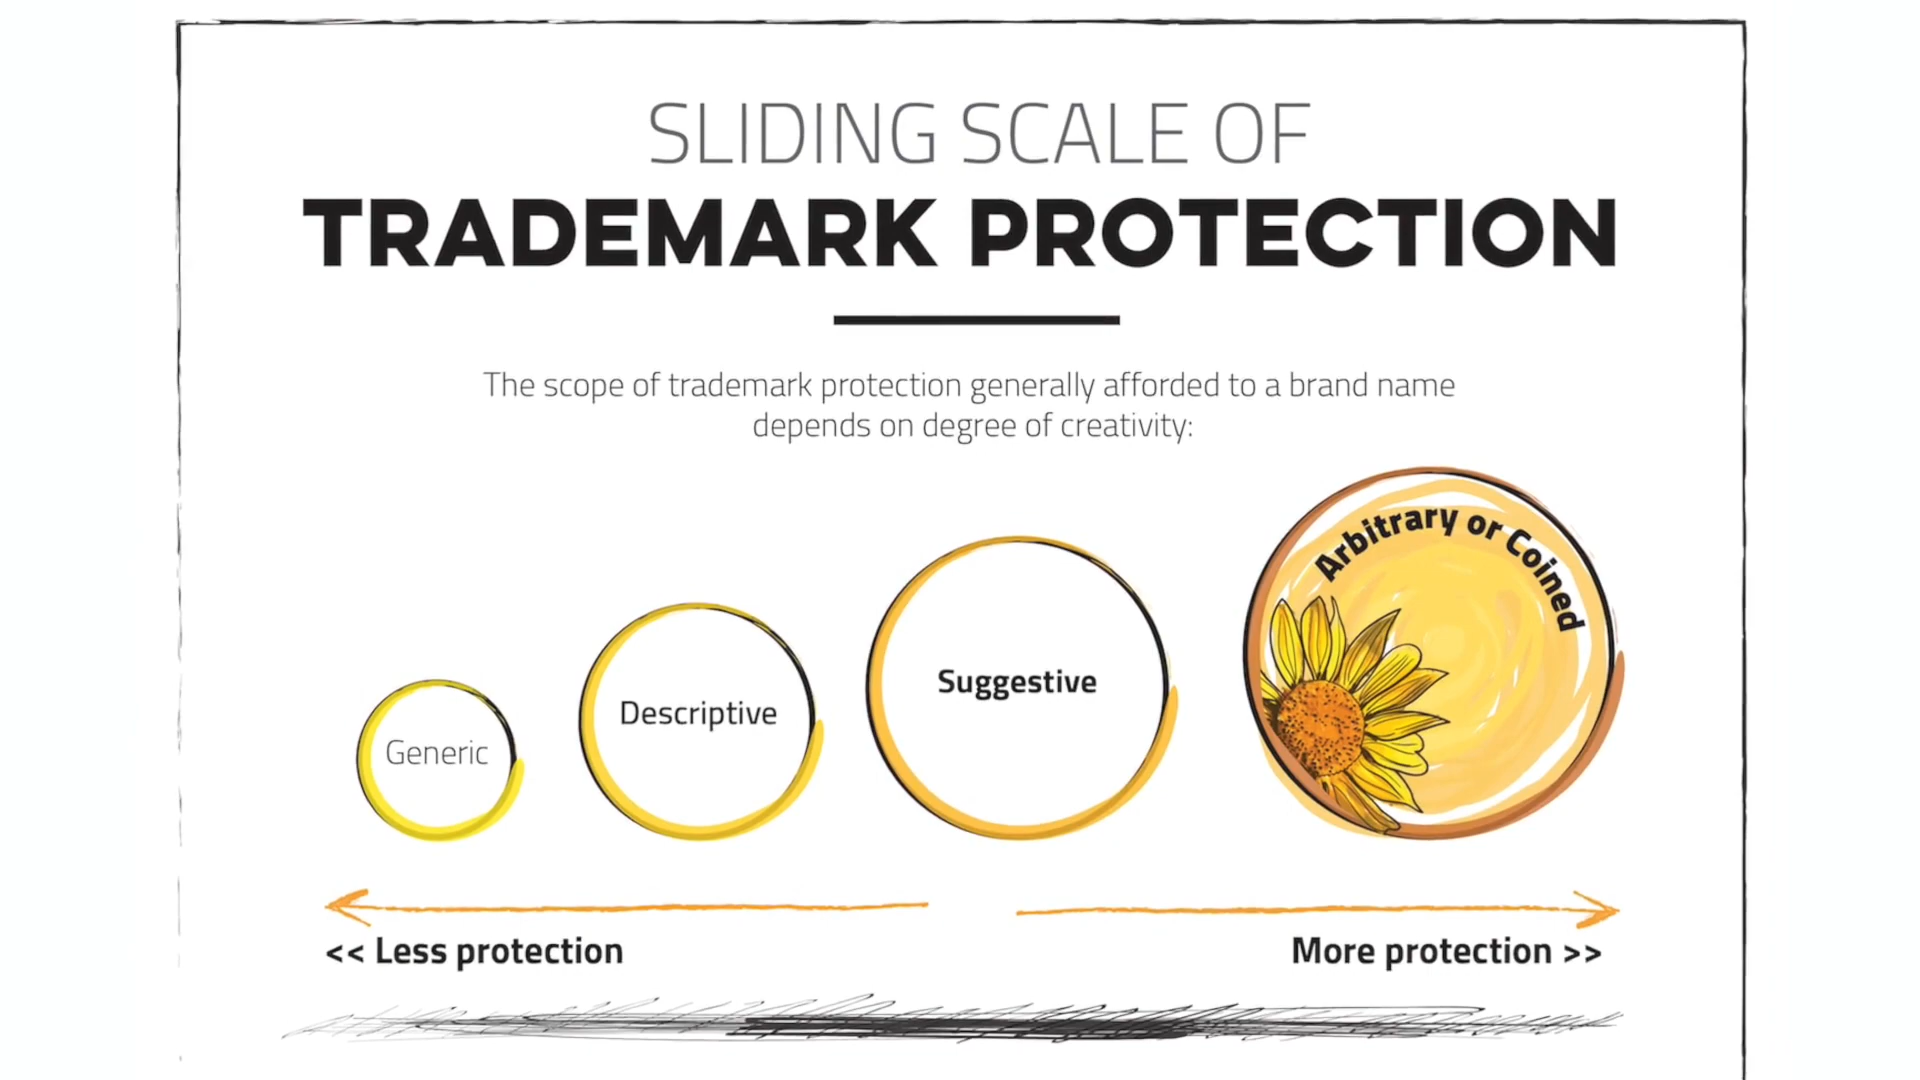 SLIDING SCALE OF
TRADEMARK PROTECTION
The scope of trademark protection generally afforded to a brand name
depends on degree of creativity:
Generic
Descriptive
Suggestive
Arbitrary or Coined
<< Less protection
More protection >>